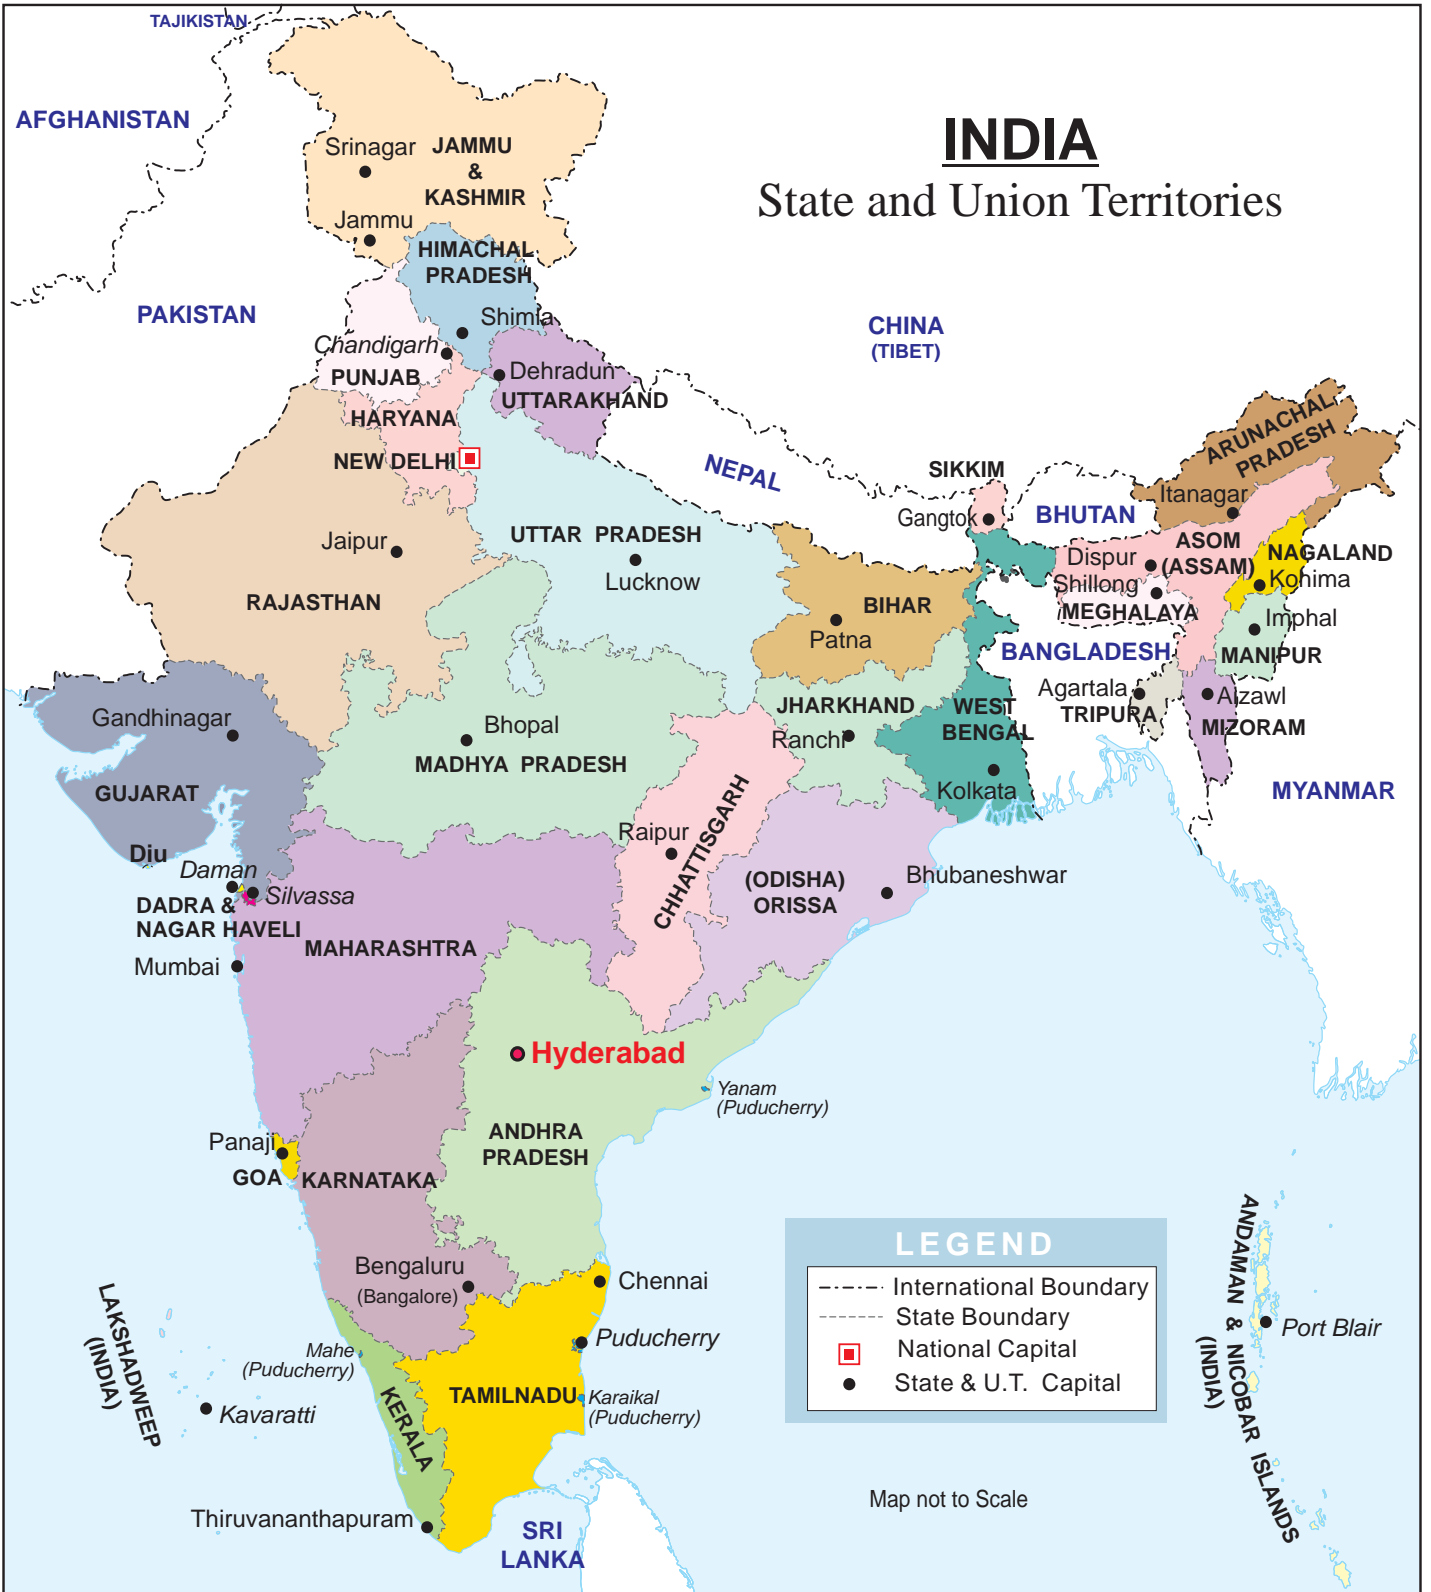 TAJIKISTAN
AFGHANISTAN
INDIA
State and Union Territories
Srinagar
JAMMU
&
KASHMIR
Jammu
HIMACHAL
PRADESH
PAKISTAN
Shimla
CHINA
(TIBET)
Chandigarh
PUNJAB
Dehradun
UTTARAKHAND
HARYANA
NEW DELHI
NEPAL
SIKKIM
ARUNACHAL
PRADESH
Itanagar
Gangtok
BHUTAN
UTTAR PRADESH
Jaipur
Lucknow
Dispur
ASOM
(ASSAM)
NAGALAND
Kohima
Shillong
MEGHALAYA
RAJASTHAN
BIHAR
Patna
Imphal
BANGLADESH
MANIPUR
Agartala
TRIPURA
Aizawl
MIZORAM
Gandhinagar
Bhopal
MADHYA PRADESH
JHARKHAND
Ranchi
WEST
BENGAL
Kolkata
GUJARAT
MYANMAR
Raipur
CHHATTISGARH
Diu
Daman
Silvassa
DADRA &
NAGAR HAVELI
(ODISHA)
ORISSA
Bhubaneshwar
MAHARASHTRA
Mumbai
Hyderabad
Yanam
(Puducherry)
ANDHRA
PRADESH
Panaji
GOA
KARNATAKA
Bengaluru
(Bangalore)
Chennai
LEGEND
International Boundary
State Boundary
National Capital
State & U.T. Capital
ANDAMAN & NICOBAR ISLANDS
(INDIA)
Port Blair
LAKSHADWEEP
(INDIA)
Kavaratti
Mahe
(Puducherry)
Puducherry
TAMILNADU
Karaikal
(Puducherry)
KERALA
Thiruvananthapuram
SRI
LANKA
Map not to Scale